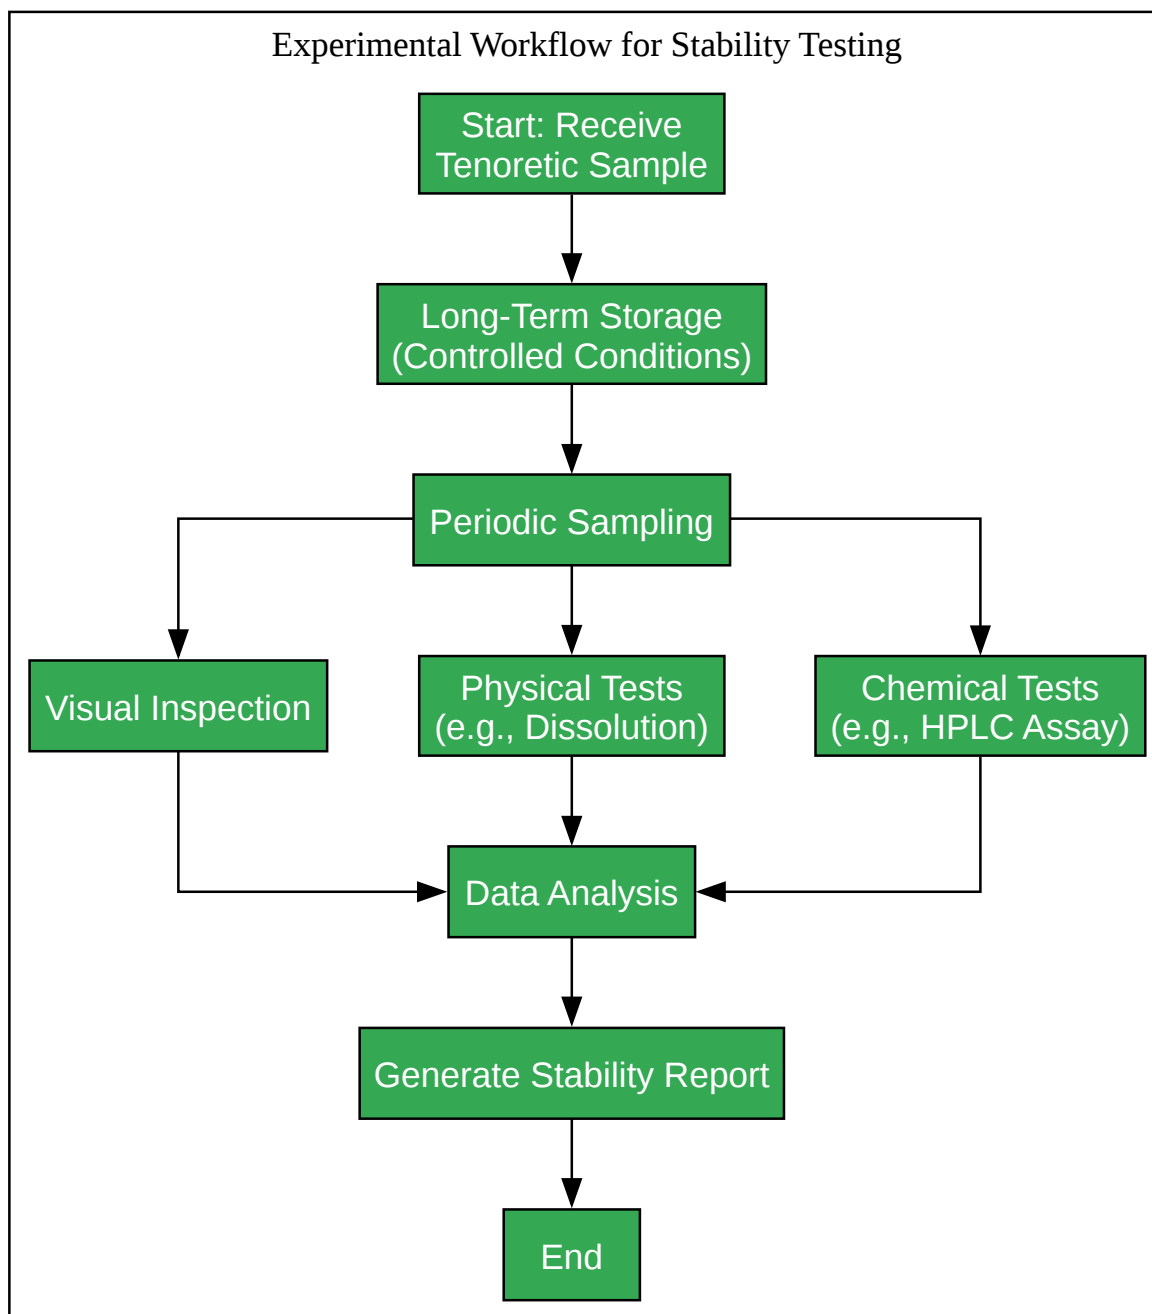 Experimental Workflow for Stability Testing
Start: Receive
Tenoretic Sample
Long-Term Storage
(Controlled Conditions)
Periodic Sampling
Visual Inspection
Physical Tests
(e.g., Dissolution)
Chemical Tests
(e.g., HPLC Assay)
Data Analysis
Generate Stability Report
End